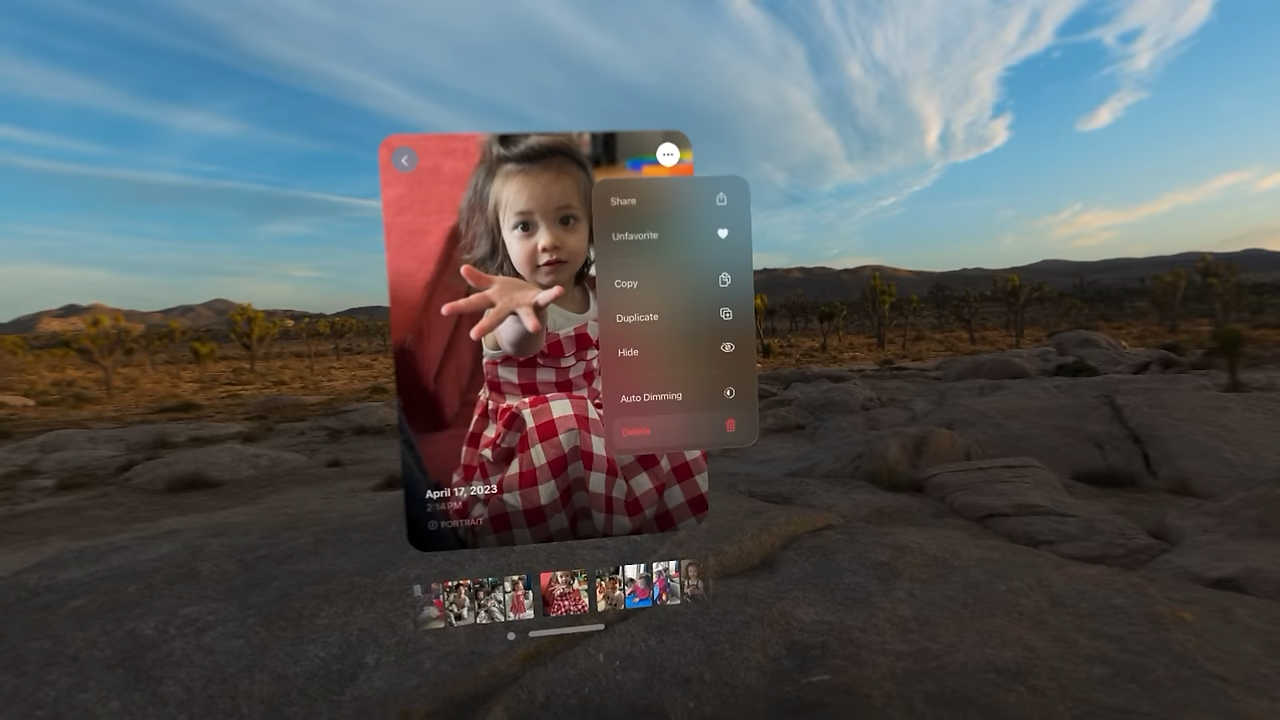 Share
Unfavorite
Copy
Duplicate
Hide
Auto Dimming
Delete
April 17, 2023
2:14 PM
PORTRAIT